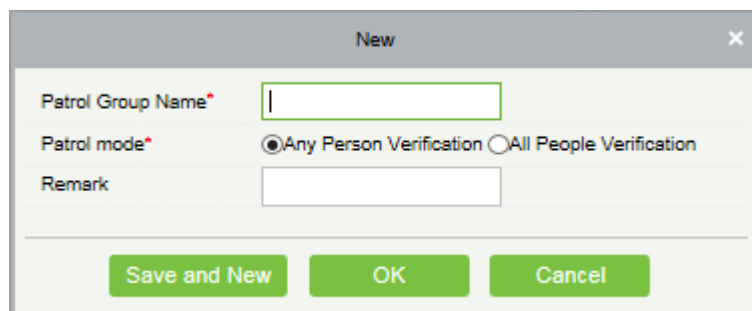 New
Patrol Group Name*
Patrol mode* Any Person Verification All People Verification
Remark
Save and New OK Cancel